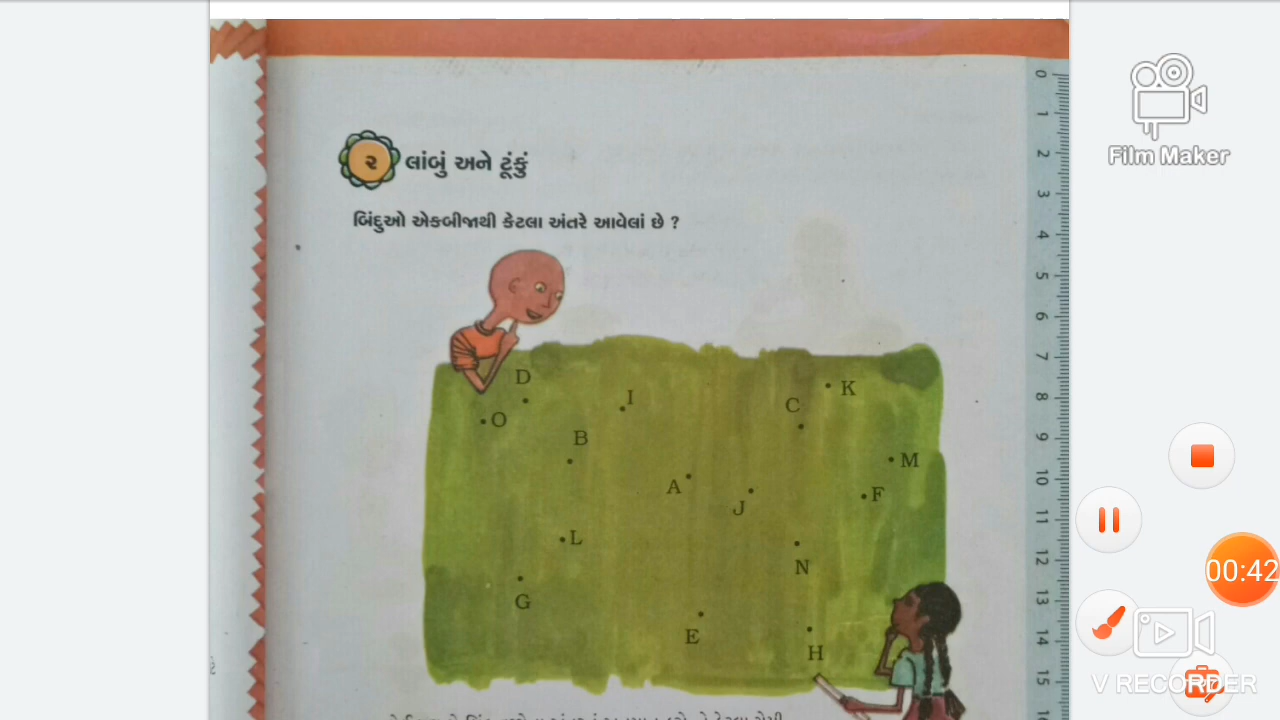 ૨ લાંબું અને ટૂંકું
બિંદુઓ એકબીજાથી કેટલા અંતરે આવેલાં છે ?
D
I
K
C
O
B
M
A
F
J
L
N
G
E
H
0
1
2
3
4
5
6
7
8
9
10
11
12
13
14
15
Film Maker
00:42
V RECORDER